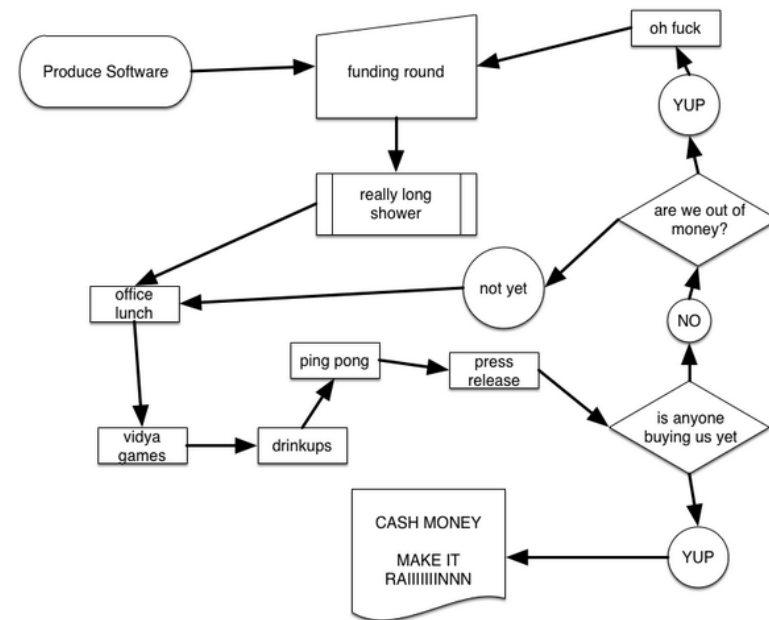 Produce Software
funding round
oh fuck
YUP
really long
shower
are we out of
money?
not yet
office
lunch
NO
ping pong
press
release
is anyone
buying us yet
vidya
games
drinkups
CASH MONEY
MAKE IT
RAIIIIIIINNN
YUP